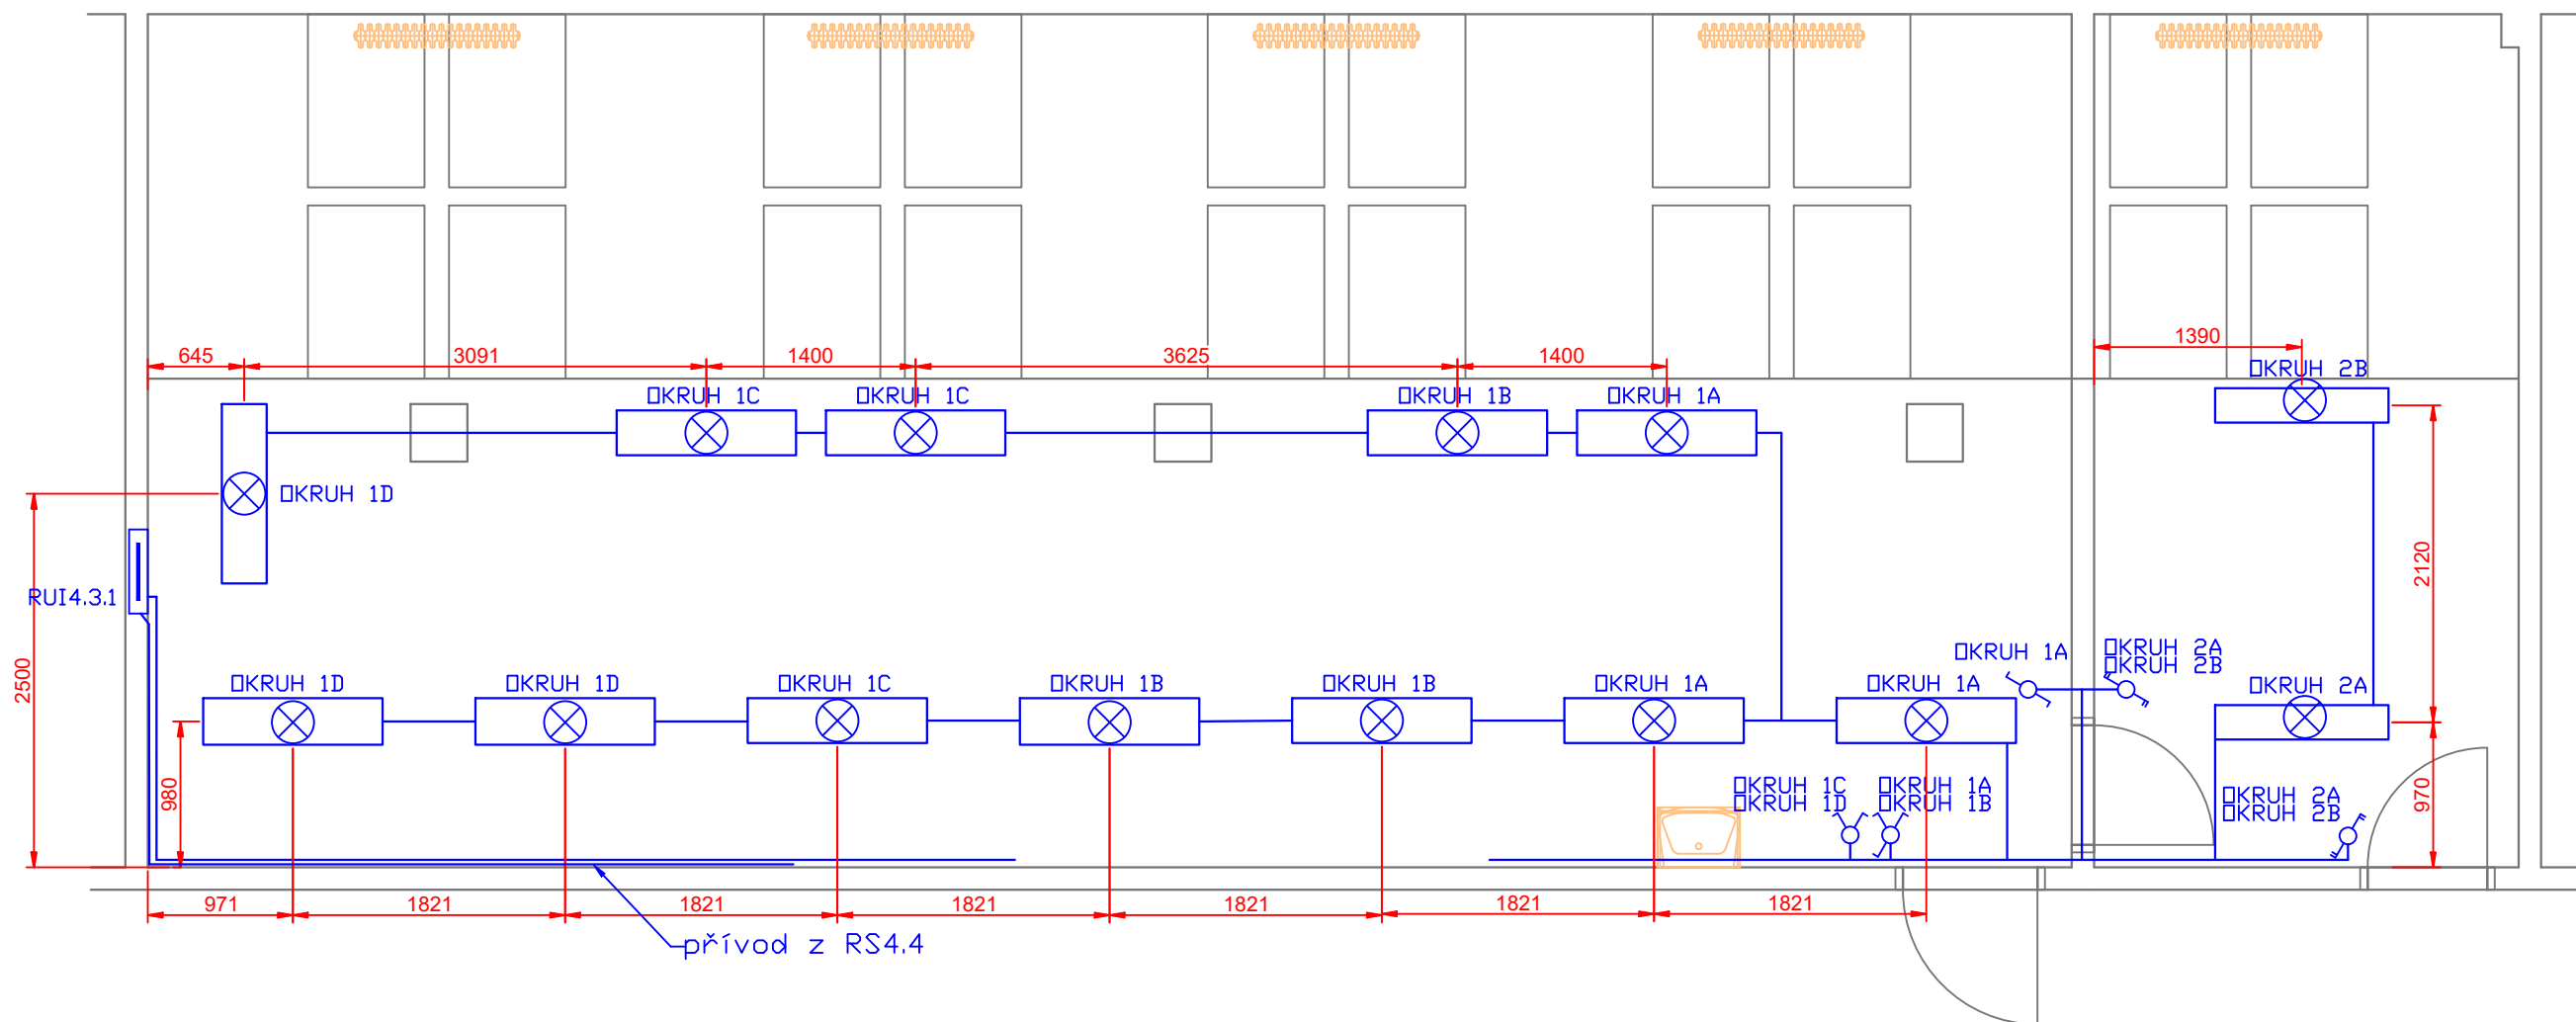 1390
645
3091
1400
3625
1400
OKRUH 2B
OKRUH 1C
OKRUH 1C
OKRUH 1B
OKRUH 1A
OKRUH 1D
2120
RUI4.3.1
2500
OKRUH 1A
OKRUH 2A
OKRUH 2B
OKRUH 1D
OKRUH 1D
OKRUH 1C
OKRUH 1B
OKRUH 1B
OKRUH 1A
OKRUH 1A
OKRUH 2A
980
OKRUH 1C
OKRUH 1D
OKRUH 1A
OKRUH 1B
OKRUH 2A
OKRUH 2B
970
971
1821
1821
1821
1821
1821
1821
přívod z RS4.4